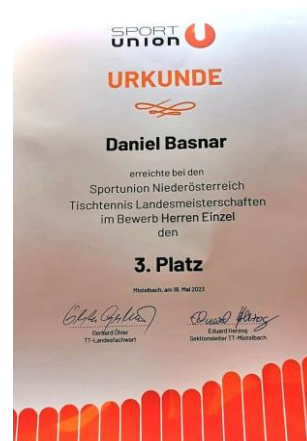 SPORT
UNION
URKUNDE
Daniel Basnar
erreichte bei den
Sportunion Niederösterreich
Tischtennis Landesmeisterschaften
im Bewerb Herren Einzel
den
3. Platz
Mistelbach, am 18. Mai 2023
Gerhard Öhler
TT-Landesfachwart
Eduard Herzog
Sektionsleiter TT-Mistelbach